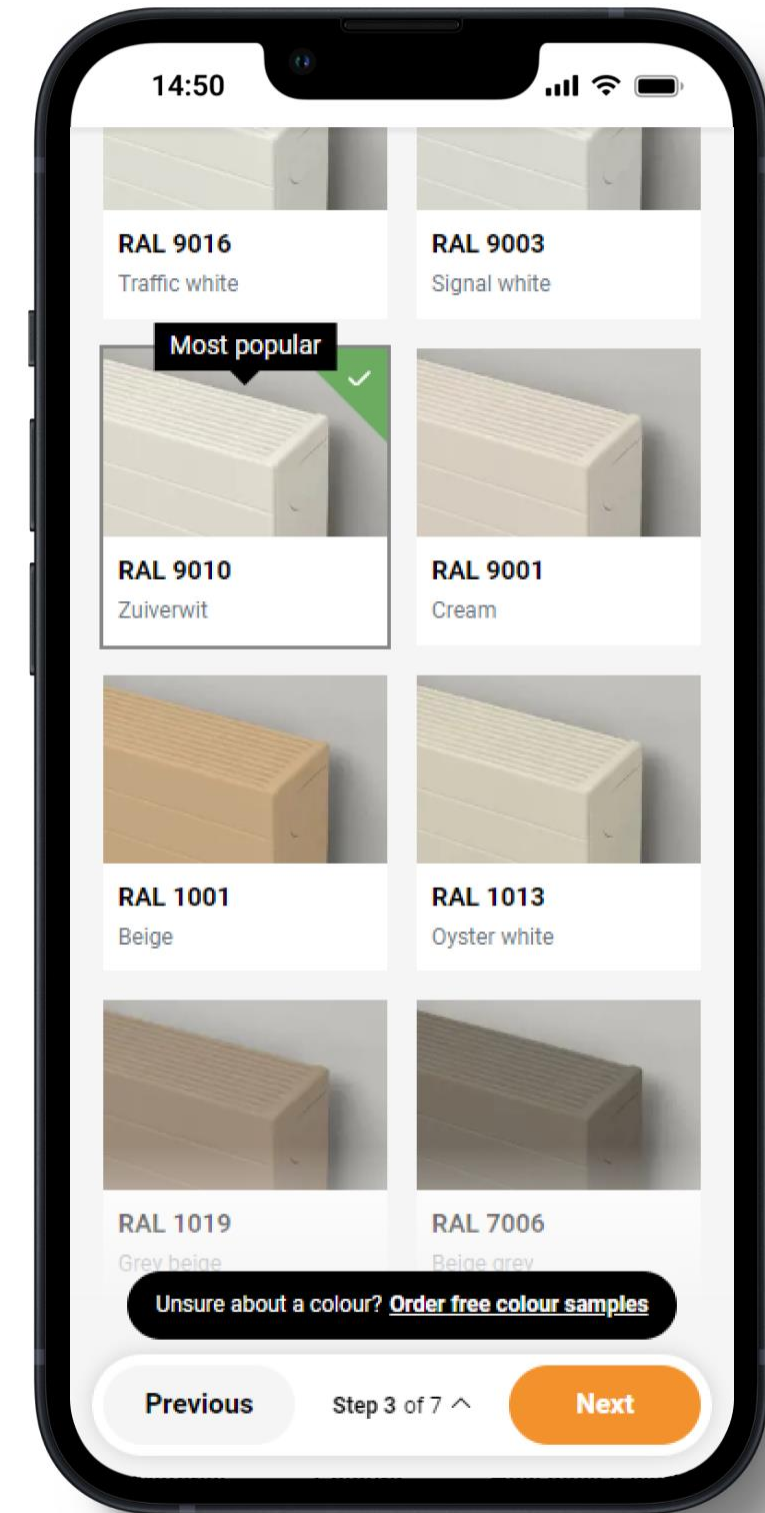 14:50
RAL 9016
Traffic white
RAL 9003
Signal white
Most popular
RAL 9010
Zuiverwit
RAL 9001
Cream
RAL 1001
Beige
RAL 1013
Oyster white
RAL 1019
Grey beige
RAL 7006
Beige grey
Unsure about a colour? Order free colour samples
Previous
Step 3 of 7
Next